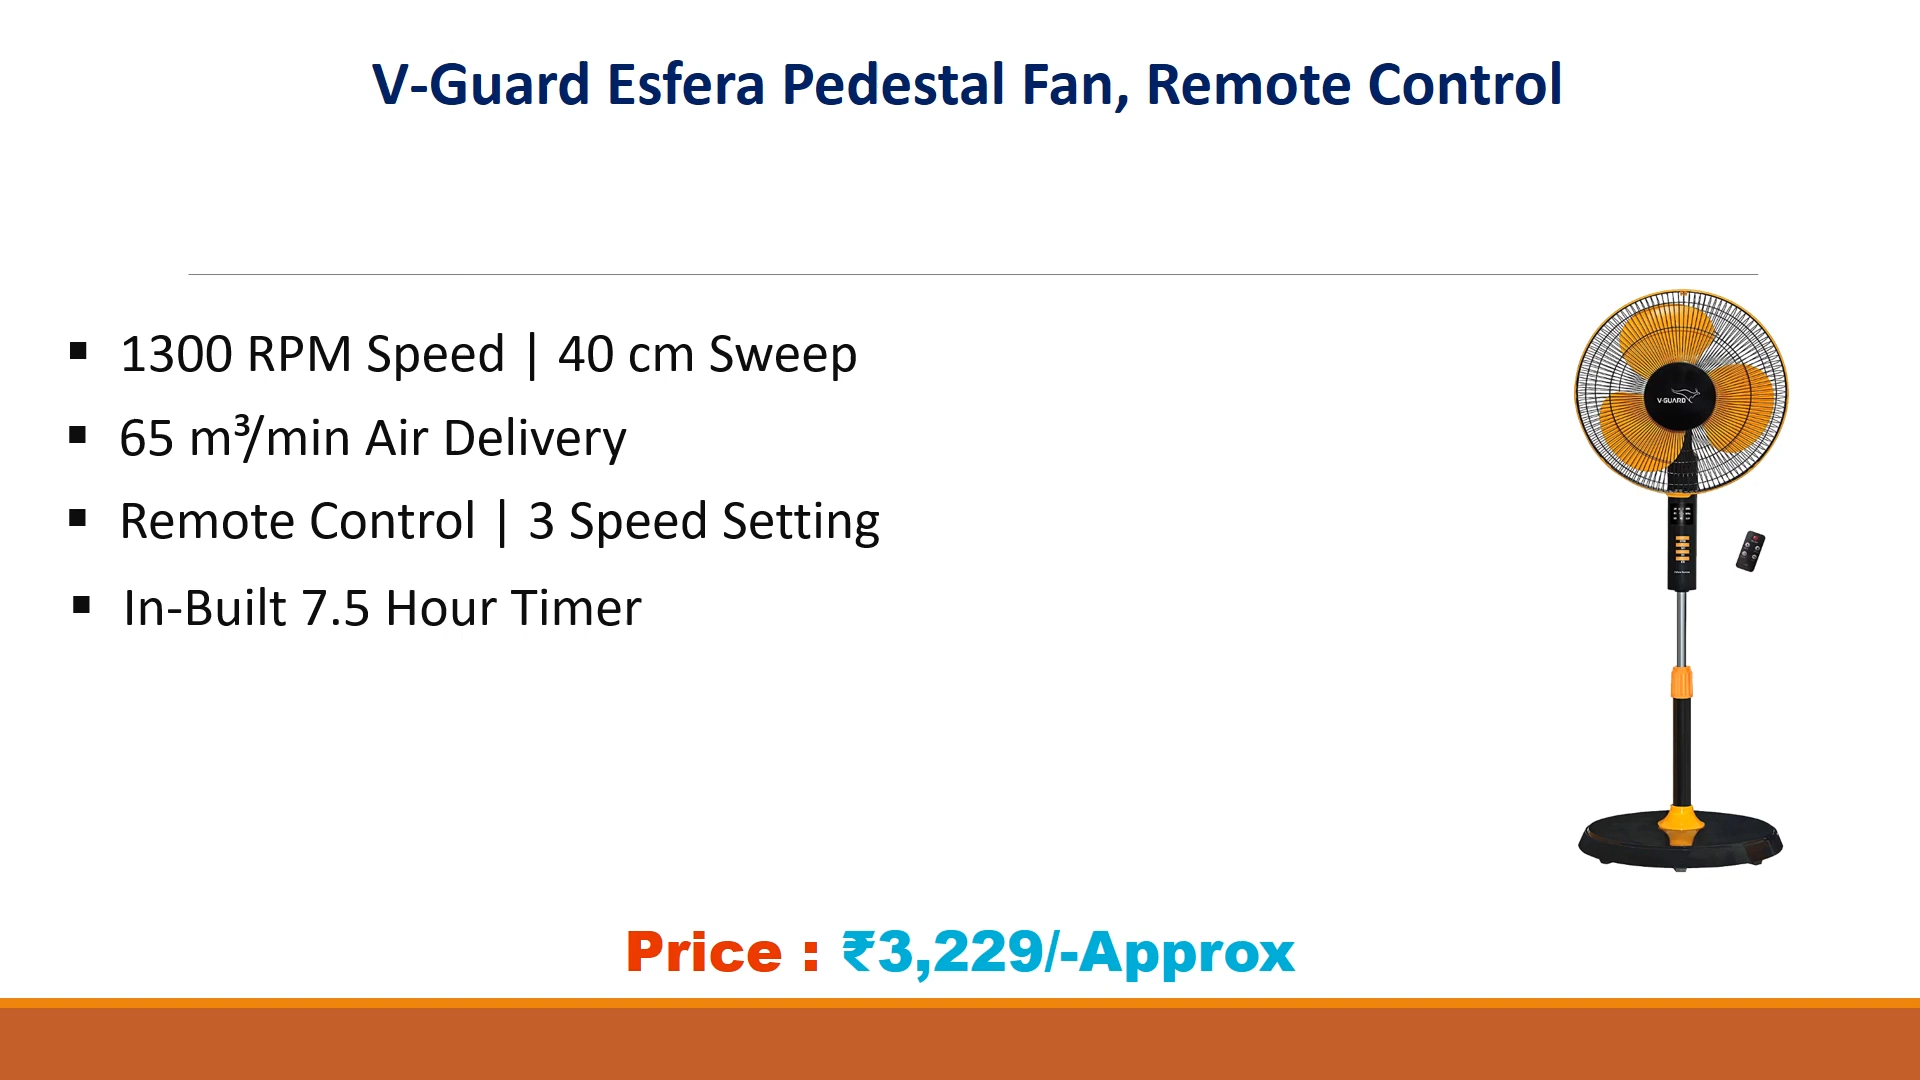 V-Guard Esfera Pedestal Fan, Remote Control
▪ 1300 RPM Speed | 40 cm Sweep
▪ 65 m³/min Air Delivery
▪ Remote Control | 3 Speed Setting
▪ In-Built 7.5 Hour Timer
V-GUARD
Price : ₹3,229/-Approx